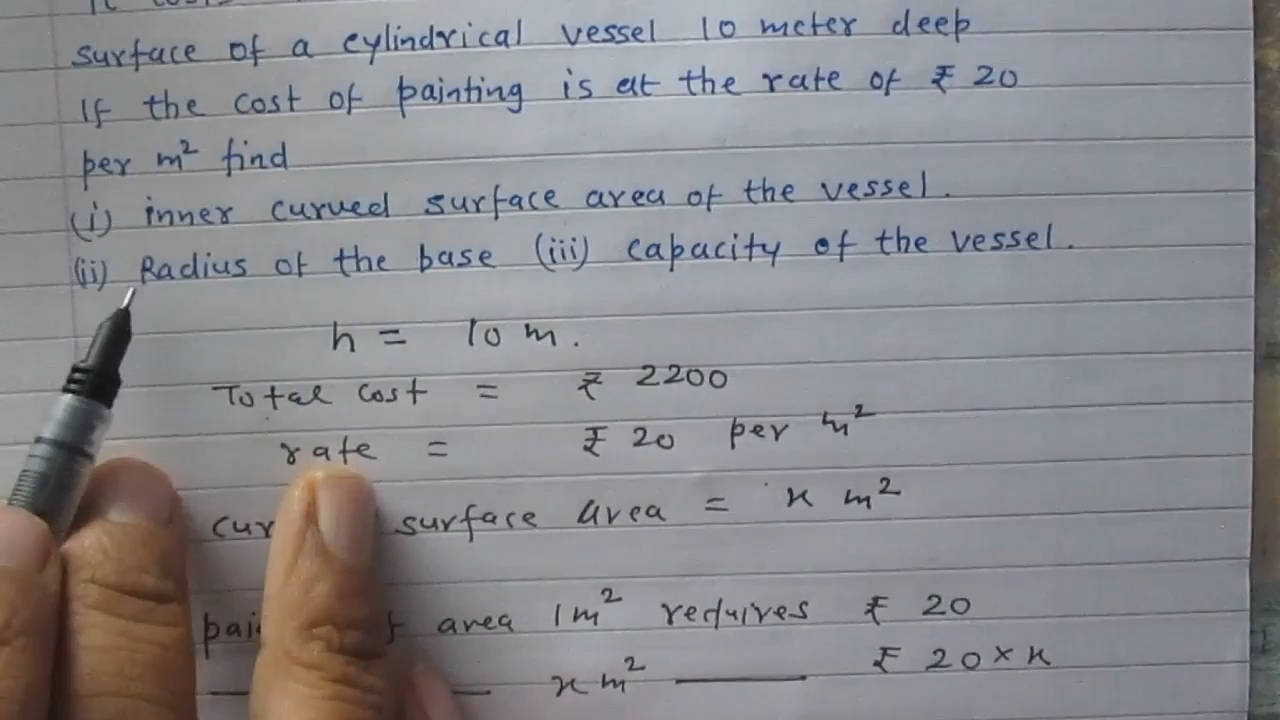 surface of a cylindrical vessel 10 meter deep
If the cost of painting is at the rate of ₹ 20
per m² find
(i) inner curved surface area of the vessel.
(ii) Radius of the base (iii) capacity of the vessel.
h = 10 m.
Total cost = ₹ 2200
rate = ₹ 20 per m²
surface area = x m²
area 1m² requires ₹ 20
x m² ₹ 20 × x